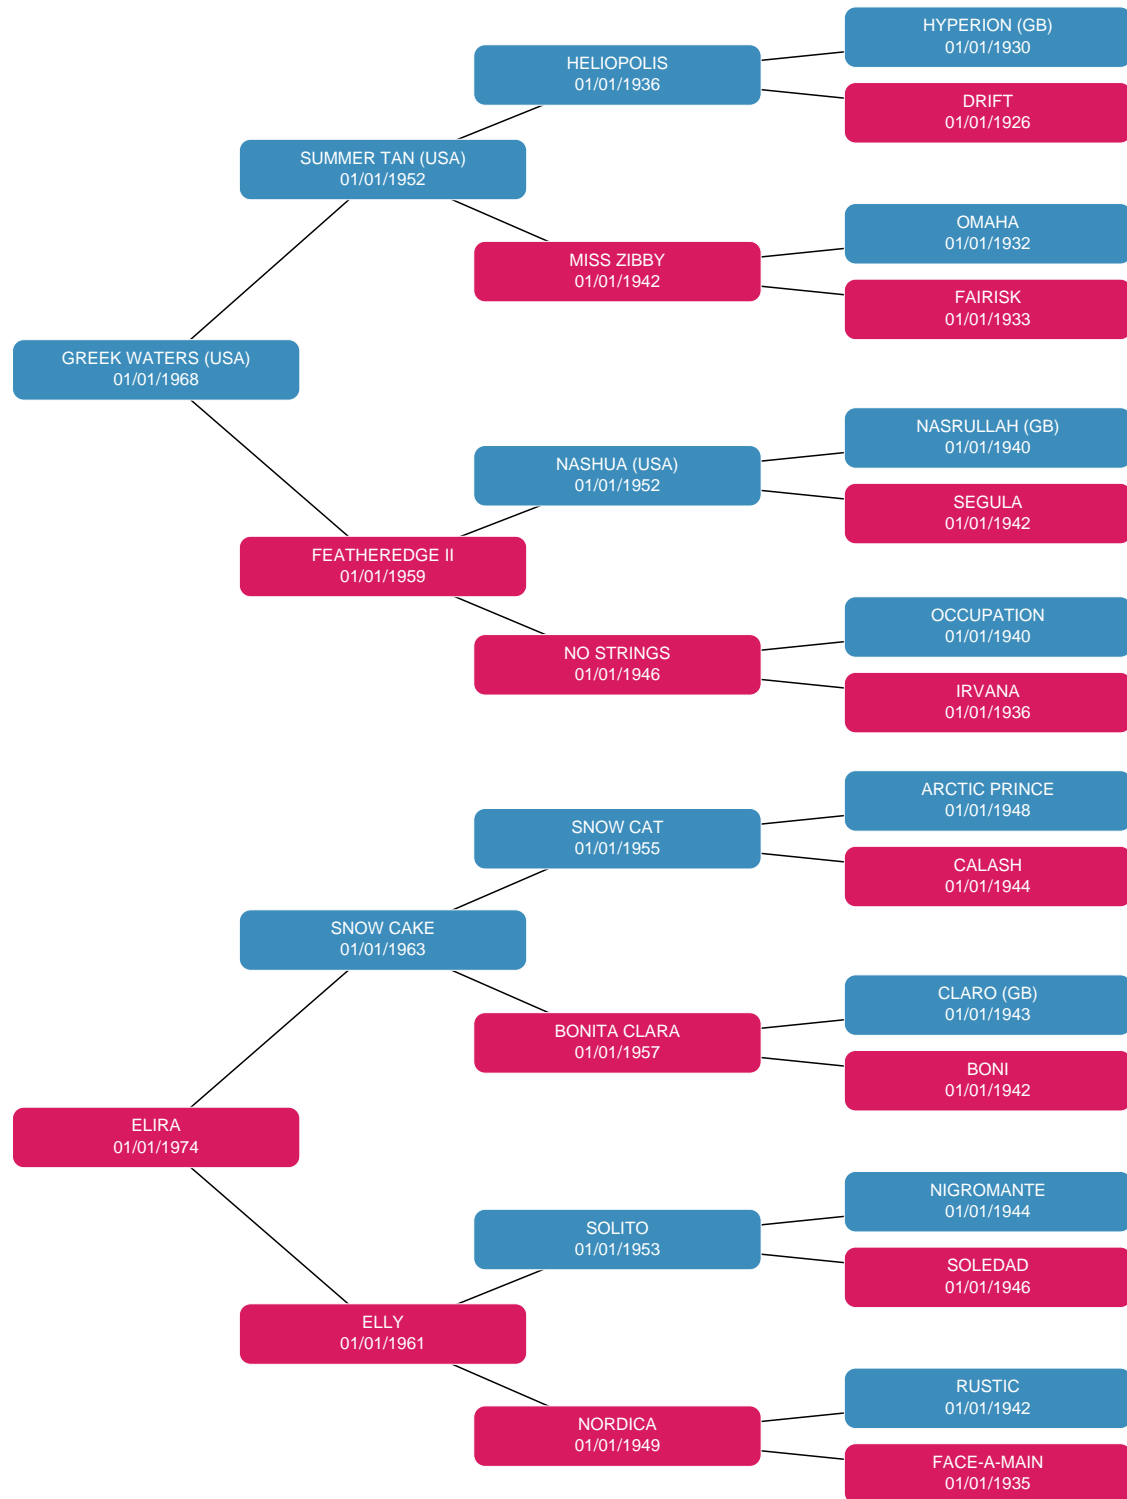 HYPERION (GB)
01/01/1930
HELIOPOLIS
01/01/1936
DRIFT
01/01/1926
SUMMER TAN (USA)
01/01/1952
OMAHA
01/01/1932
MISS ZIBBY
01/01/1942
FAIRISK
01/01/1933
GREEK WATERS (USA)
01/01/1968
NASRULLAH (GB)
01/01/1940
NASHUA (USA)
01/01/1952
SEGULA
01/01/1942
FEATHEREDGE II
01/01/1959
OCCUPATION
01/01/1940
NO STRINGS
01/01/1946
IRVANA
01/01/1936
ARCTIC PRINCE
01/01/1948
SNOW CAT
01/01/1955
CALASH
01/01/1944
SNOW CAKE
01/01/1963
CLARO (GB)
01/01/1943
BONITA CLARA
01/01/1957
BONI
01/01/1942
ELIRA
01/01/1974
NIGROMANTE
01/01/1944
SOLITO
01/01/1953
SOLEDAD
01/01/1946
ELLY
01/01/1961
RUSTIC
01/01/1942
NORDICA
01/01/1949
FACE-A-MAIN
01/01/1935